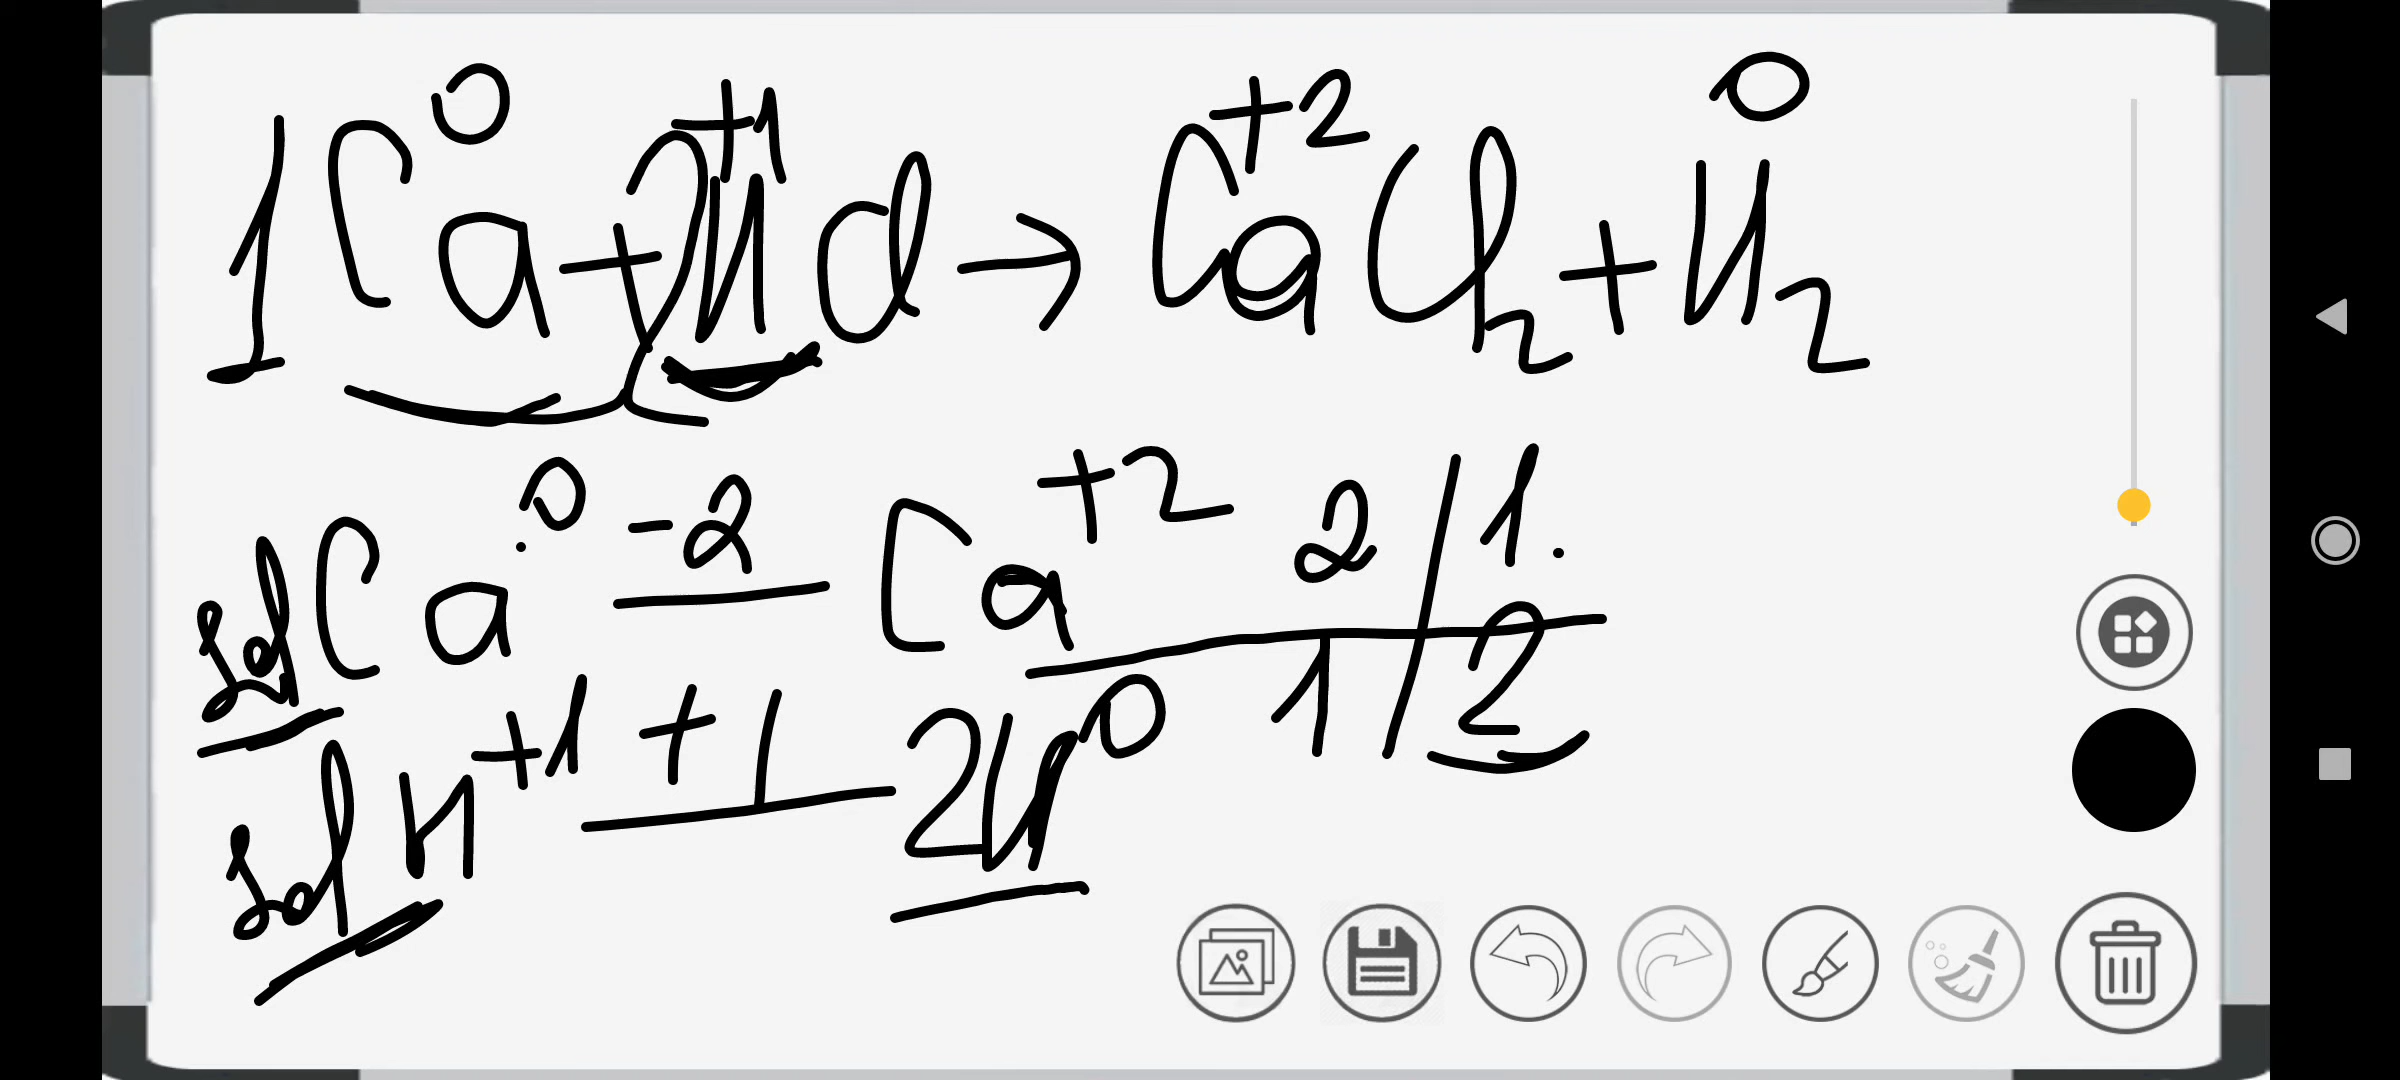 1Ca⁰+2H⁺¹Cl→Ca⁺²Cl₂+H₂⁰
Ca⁰ -2 Ca⁺² 2/1.
H⁺¹ +1 2H⁰ 1/2